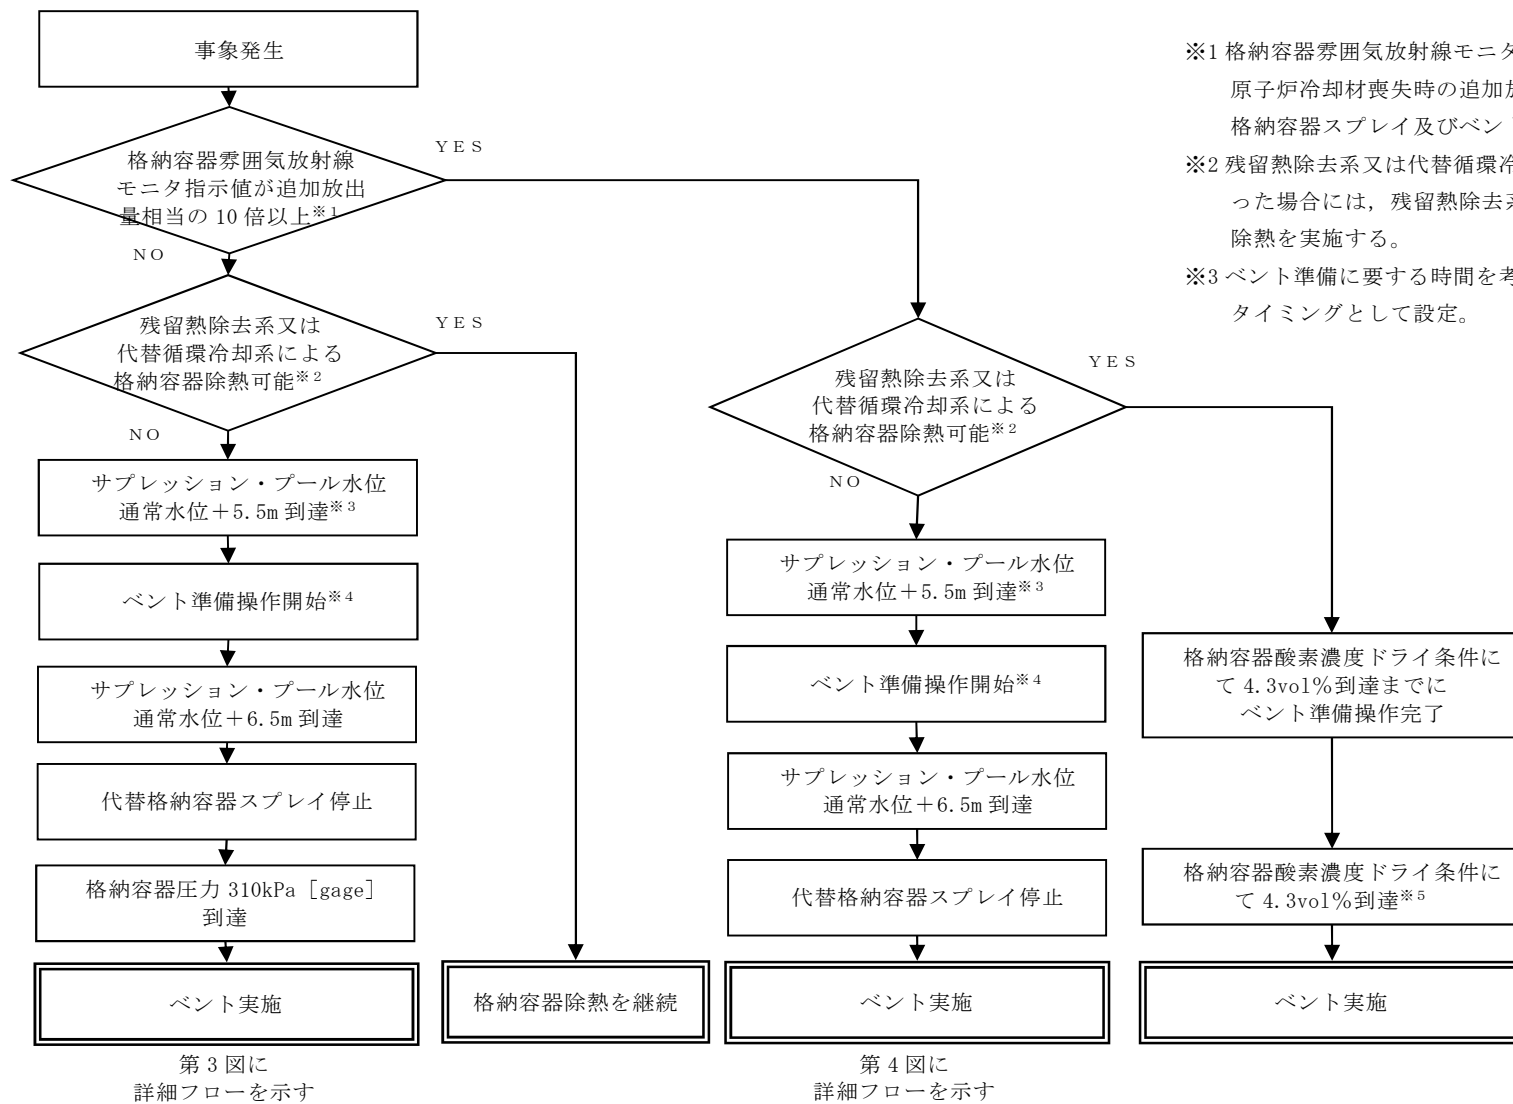 事象発生
格納容器雰囲気放射線
モニタ指示値が追加放出
量相当の 10 倍以上※1
YES
NO
残留熱除去系又は
代替循環冷却系による
格納容器除熱可能※2
YES
NO
サプレッション・プール水位
通常水位＋5.5m 到達※3
ベント準備操作開始※4
サプレッション・プール水位
通常水位＋6.5m 到達
代替格納容器スプレイ停止
格納容器圧力 310kPa［gage］
到達
ベント実施
第 3 図に
詳細フローを示す
格納容器除熱を継続
残留熱除去系又は
代替循環冷却系による
格納容器除熱可能※2
YES
NO
サプレッション・プール水位
通常水位＋5.5m 到達※3
ベント準備操作開始※4
サプレッション・プール水位
通常水位＋6.5m 到達
代替格納容器スプレイ停止
ベント実施
第 4 図に
詳細フローを示す
格納容器酸素濃度ドライ条件に
て 4.3vol％到達までに
ベント準備操作完了
格納容器酸素濃度ドライ条件に
て 4.3vol％到達※5
ベント実施
※1 格納容器雰囲気放射線モニタ
原子炉冷却材喪失時の追加放
格納容器スプレイ及びベン
※2 残留熱除去系又は代替循環冷
った場合には，残留熱除去系
除熱を実施する。
※3 ベント準備に要する時間を考
タイミングとして設定。